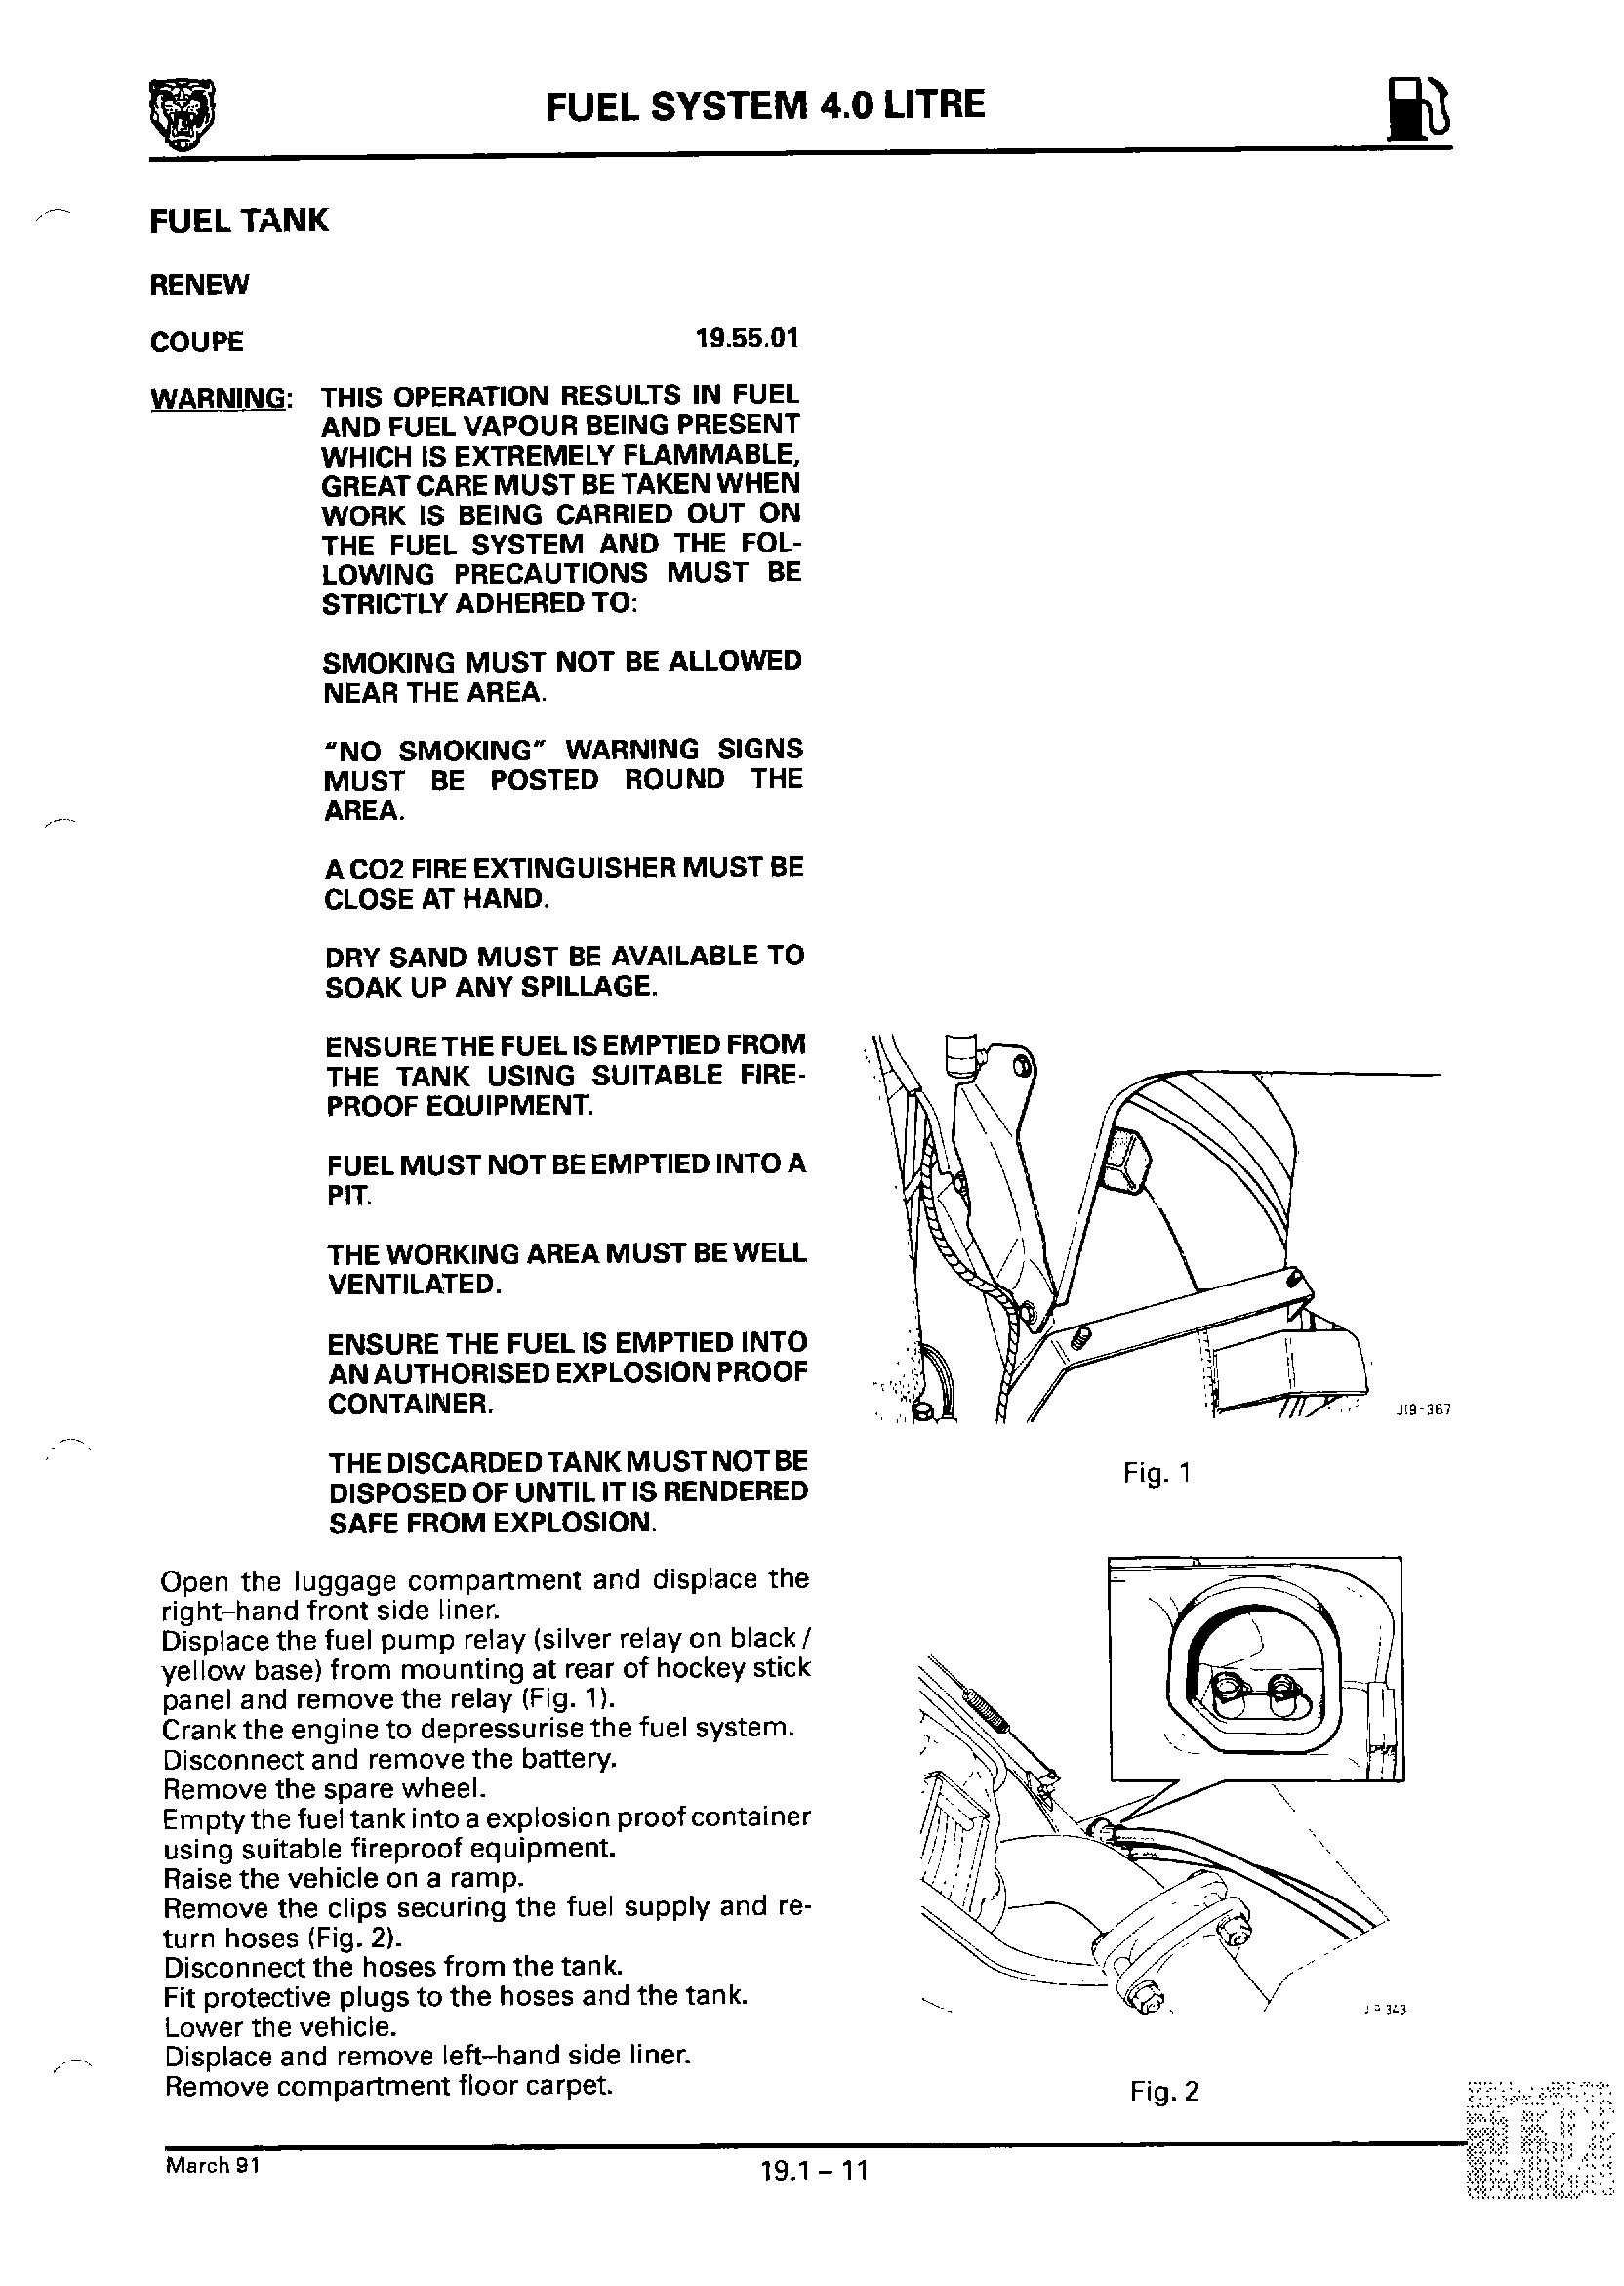 FUEL SYSTEM 4.0 LITRE
FUEL TANK
RENEW
COUPE 19.55.01
WARNING: THIS OPERATION RESULTS IN FUEL
AND FUEL VAPOUR BEING PRESENT
WHICH IS EXTREMELY FLAMMABLE,
GREAT CARE MUST BE TAKEN WHEN
WORK IS BEING CARRIED OUT ON
THE FUEL SYSTEM AND THE FOL-
LOWING PRECAUTIONS MUST BE
STRICTLY ADHERED TO:
SMOKING MUST NOT BE ALLOWED
NEAR THE AREA.
"NO SMOKING" WARNING SIGNS
MUST BE POSTED ROUND THE
AREA.
A CO2 FIRE EXTINGUISHER MUST BE
CLOSE AT HAND.
DRY SAND MUST BE AVAILABLE TO
SOAK UP ANY SPILLAGE.
ENSURE THE FUEL IS EMPTIED FROM
THE TANK USING SUITABLE FIRE-
PROOF EQUIPMENT.
FUEL MUST NOT BE EMPTIED INTO A
PIT.
THE WORKING AREA MUST BE WELL
VENTILATED.
ENSURE THE FUEL IS EMPTIED INTO
AN AUTHORISED EXPLOSION PROOF
CONTAINER.
THE DISCARDED TANK MUST NOT BE
DISPOSED OF UNTIL IT IS RENDERED
SAFE FROM EXPLOSION.
Open the luggage compartment and displace the
right-hand front side liner.
Displace the fuel pump relay (silver relay on black/
yellow base) from mounting at rear of hockey stick
panel and remove the relay (Fig. 1).
Crank the engine to depressurise the fuel system.
Disconnect and remove the battery.
Remove the spare wheel.
Empty the fuel tank into a explosion proof container
using suitable fireproof equipment.
Raise the vehicle on a ramp.
Remove the clips securing the fuel supply and re-
turn hoses (Fig. 2).
Disconnect the hoses from the tank.
Fit protective plugs to the hoses and the tank.
Lower the vehicle.
Displace and remove left-hand side liner.
Remove compartment floor carpet.
J19-387
Fig. 1
Fig. 2
March 91
19.1 – 11